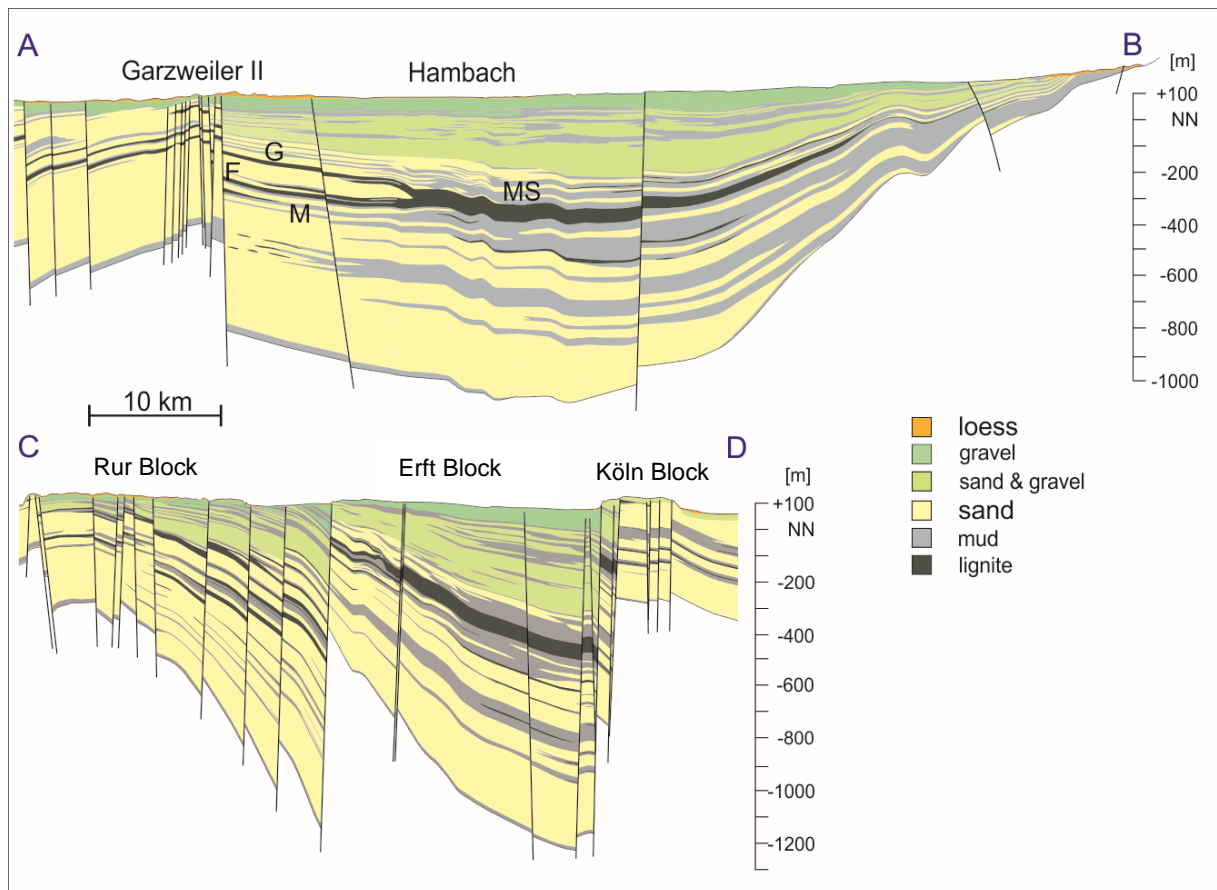 A
B
Garzweiler II
Hambach
[m]
+100
NN
-200
-400
-600
-800
-1000
G
F
M
MS
10 km
C
D
Rur Block
Erft Block
Köln Block
[m]
+100
NN
-200
-400
-600
-800
-1000
-1200
loess
gravel
sand & gravel
sand
mud
lignite